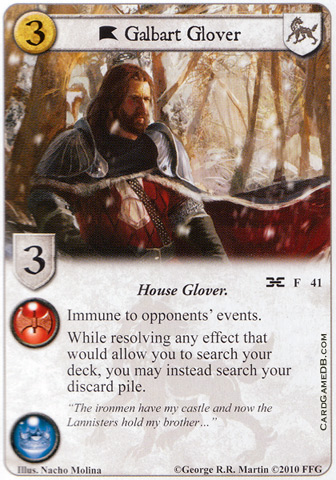 3 Galbart Glover
3
House Glover.
F 41
Immune to opponents' events.
While resolving any effect that
would allow you to search your
deck, you may instead search your
discard pile.
"The ironmen have my castle and now the
Lannisters hold my brother…"
Illus. Nacho Molina
©George R.R. Martin ©2010 FFG
CARDGAMEDB.COM